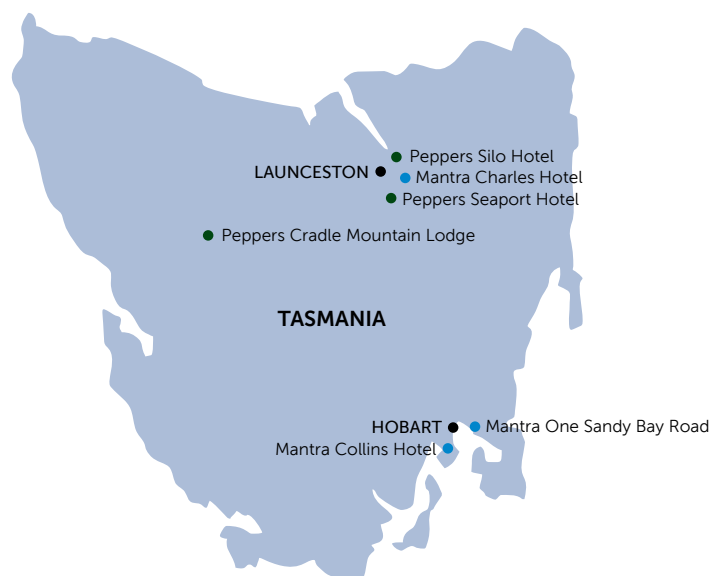 Peppers Silo Hotel
LAUNCESTON
Mantra Charles Hotel
Peppers Seaport Hotel
Peppers Cradle Mountain Lodge
TASMANIA
HOBART
Mantra One Sandy Bay Road
Mantra Collins Hotel